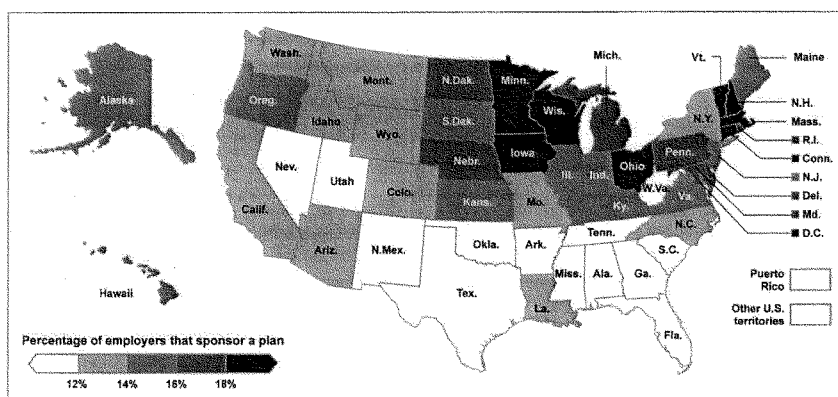 Mich.
Vt.
Maine
Wash.
Mont.
N.Dak.
Minn.
Alaska
Oreg.
N.H.
Idaho
S.Dak.
Wis.
N.Y.
Mass.
Wyo.
R.I.
Nebr.
Iowa
Penn.
Conn.
Nev.
Utah
Ill.
Ind.
Ohio
N.J.
Colo.
W.Va.
Del.
Calif.
Kans.
Mo.
Ky.
Va.
Md.
N.C.
D.C.
Ariz.
N.Mex.
Okla.
Ark.
Tenn.
S.C.
Hawaii
Tex.
Miss.
Ala.
Ga.
Puerto
Rico
La.
Other U.S.
territories
Fla.
Percentage of employers that sponsor a plan
12% 14% 16% 18%